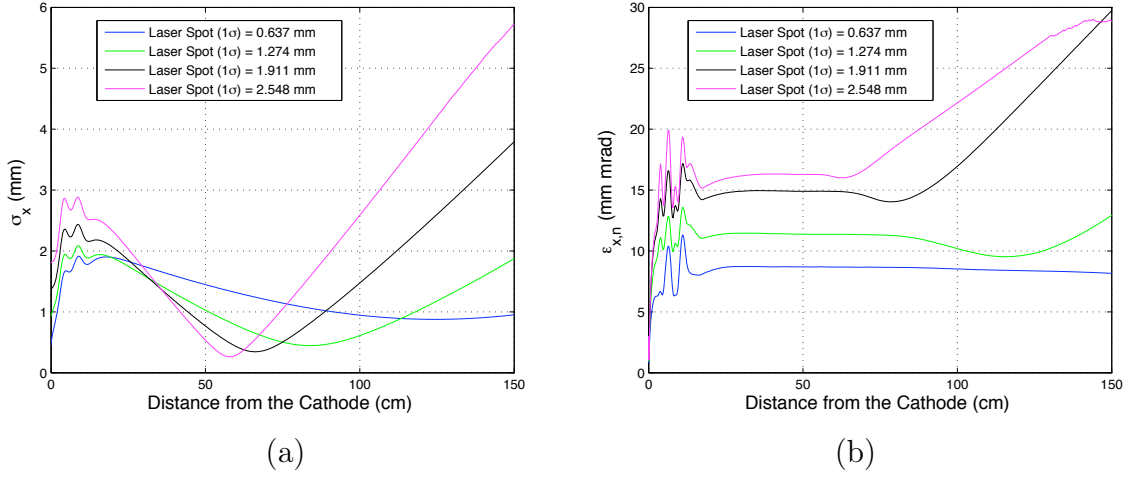 6
5
4
3
2
1
0
0
50
100
150
σx (mm)
Distance from the Cathode (cm)
Laser Spot (1σ) = 0.637 mm
Laser Spot (1σ) = 1.274 mm
Laser Spot (1σ) = 1.911 mm
Laser Spot (1σ) = 2.548 mm
(a)
30
25
20
15
10
5
0
0
50
100
150
εx,n (mm mrad)
Distance from the Cathode (cm)
Laser Spot (1σ) = 0.637 mm
Laser Spot (1σ) = 1.274 mm
Laser Spot (1σ) = 1.911 mm
Laser Spot (1σ) = 2.548 mm
(b)